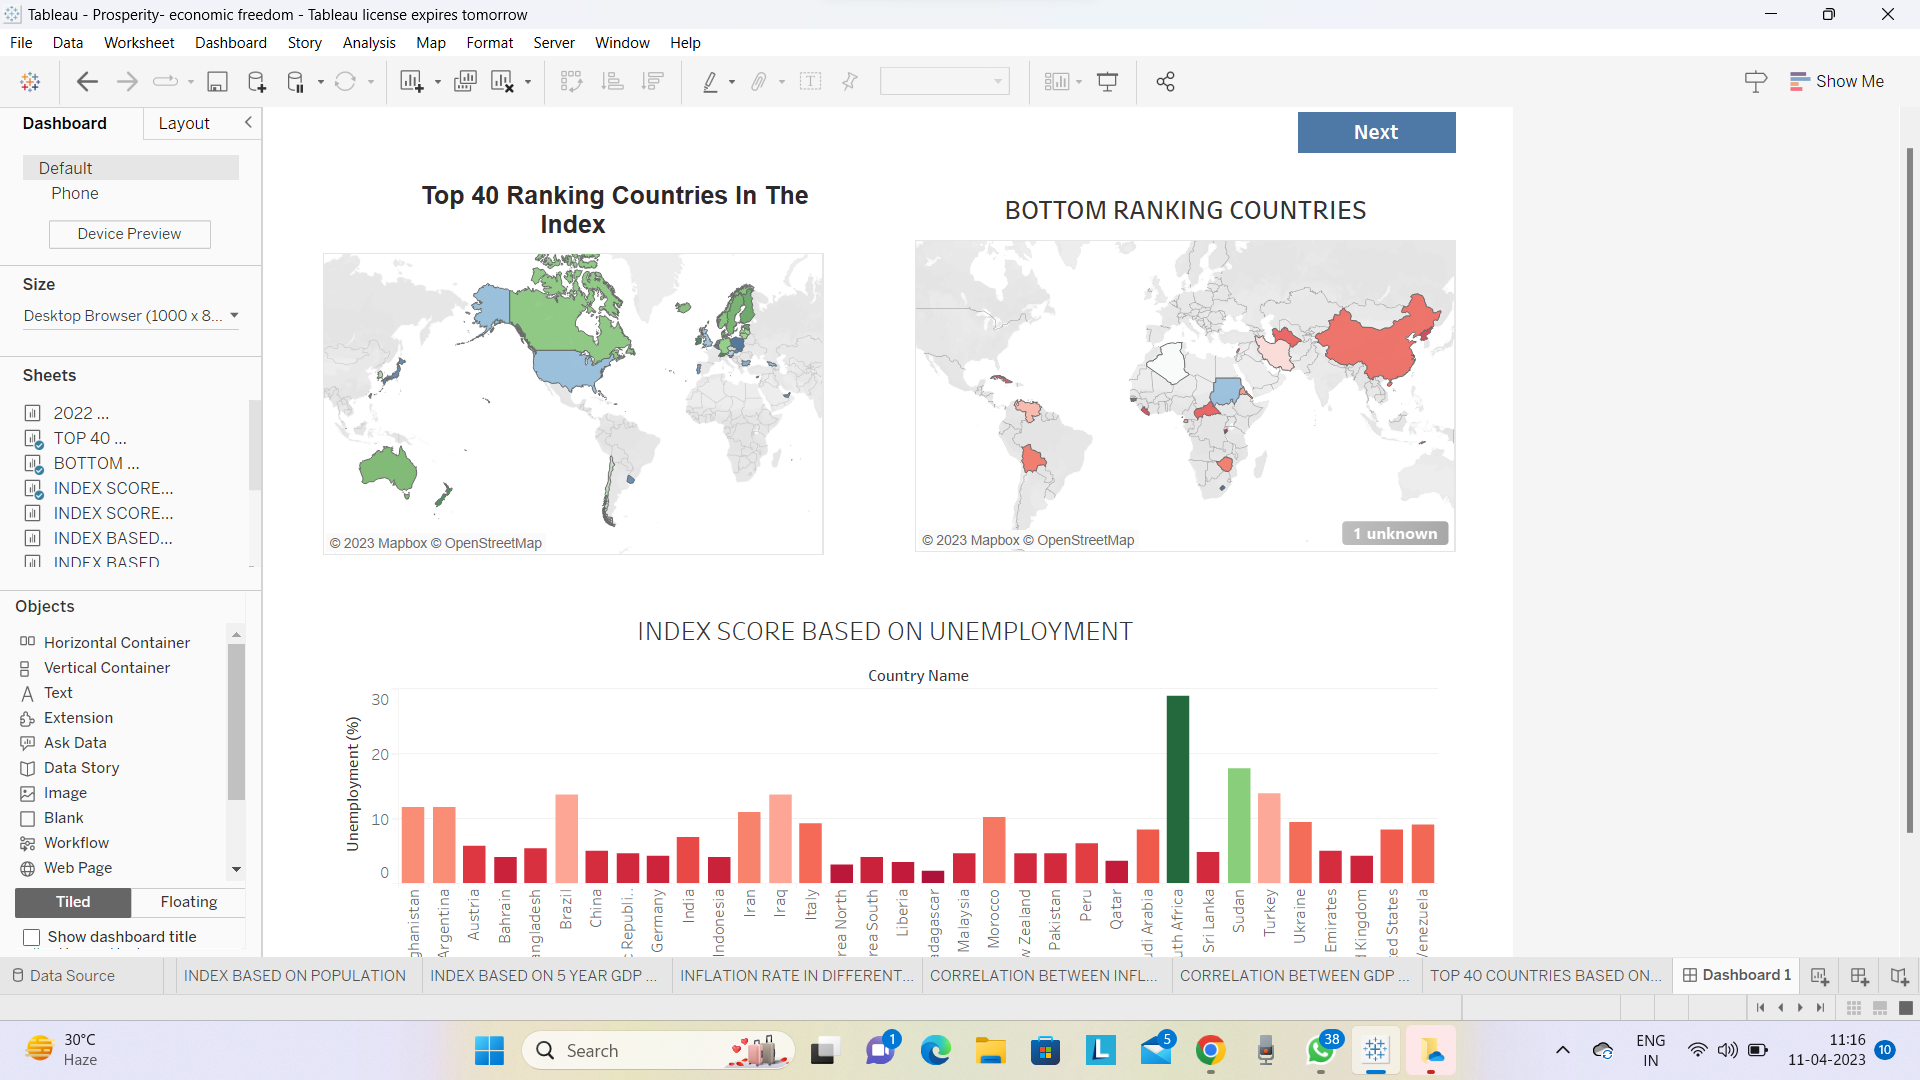 Tableau - Prosperity- economic freedom - Tableau license expires tomorrow
File Data Worksheet Dashboard Story Analysis Map Format Server Window Help
Show Me
Dashboard Layout
Default
Phone
Device Preview
Size
Desktop Browser (1000 x 8...
Sheets
2022 ...
TOP 40 ...
BOTTOM ...
INDEX SCORE...
INDEX SCORE...
INDEX BASED...
INDEX BASED
Objects
Horizontal Container
Vertical Container
Text
Extension
Ask Data
Data Story
Image
Blank
Workflow
Web Page
Tiled Floating
Show dashboard title
Next
Top 40 Ranking Countries In The
Index
© 2023 Mapbox © OpenStreetMap
BOTTOM RANKING COUNTRIES
© 2023 Mapbox © OpenStreetMap
1 unknown
INDEX SCORE BASED ON UNEMPLOYMENT
Country Name
Unemployment (%)
30
20
10
0
ghanistan
Argentina
Austria
Bahrain
angladesh
Brazil
China
c Republi..
Germany
India
Indonesia
Iran
Iraq
Italy
rea North
rea South
Liberia
adagascar
Malaysia
Morocco
w Zealand
Pakistan
Peru
Qatar
udi Arabia
uth Africa
Sri Lanka
Sudan
Turkey
Ukraine
Emirates
d Kingdom
ed States
Venezuela
Data Source
INDEX BASED ON POPULATION
INDEX BASED ON 5 YEAR GDP ...
INFLATION RATE IN DIFFERENT...
CORRELATION BETWEEN INFL...
CORRELATION BETWEEN GDP ...
TOP 40 COUNTRIES BASED ON...
Dashboard 1
30°C
Haze
Search
1
L
5
38
ENG
IN
11:16
11-04-2023
10